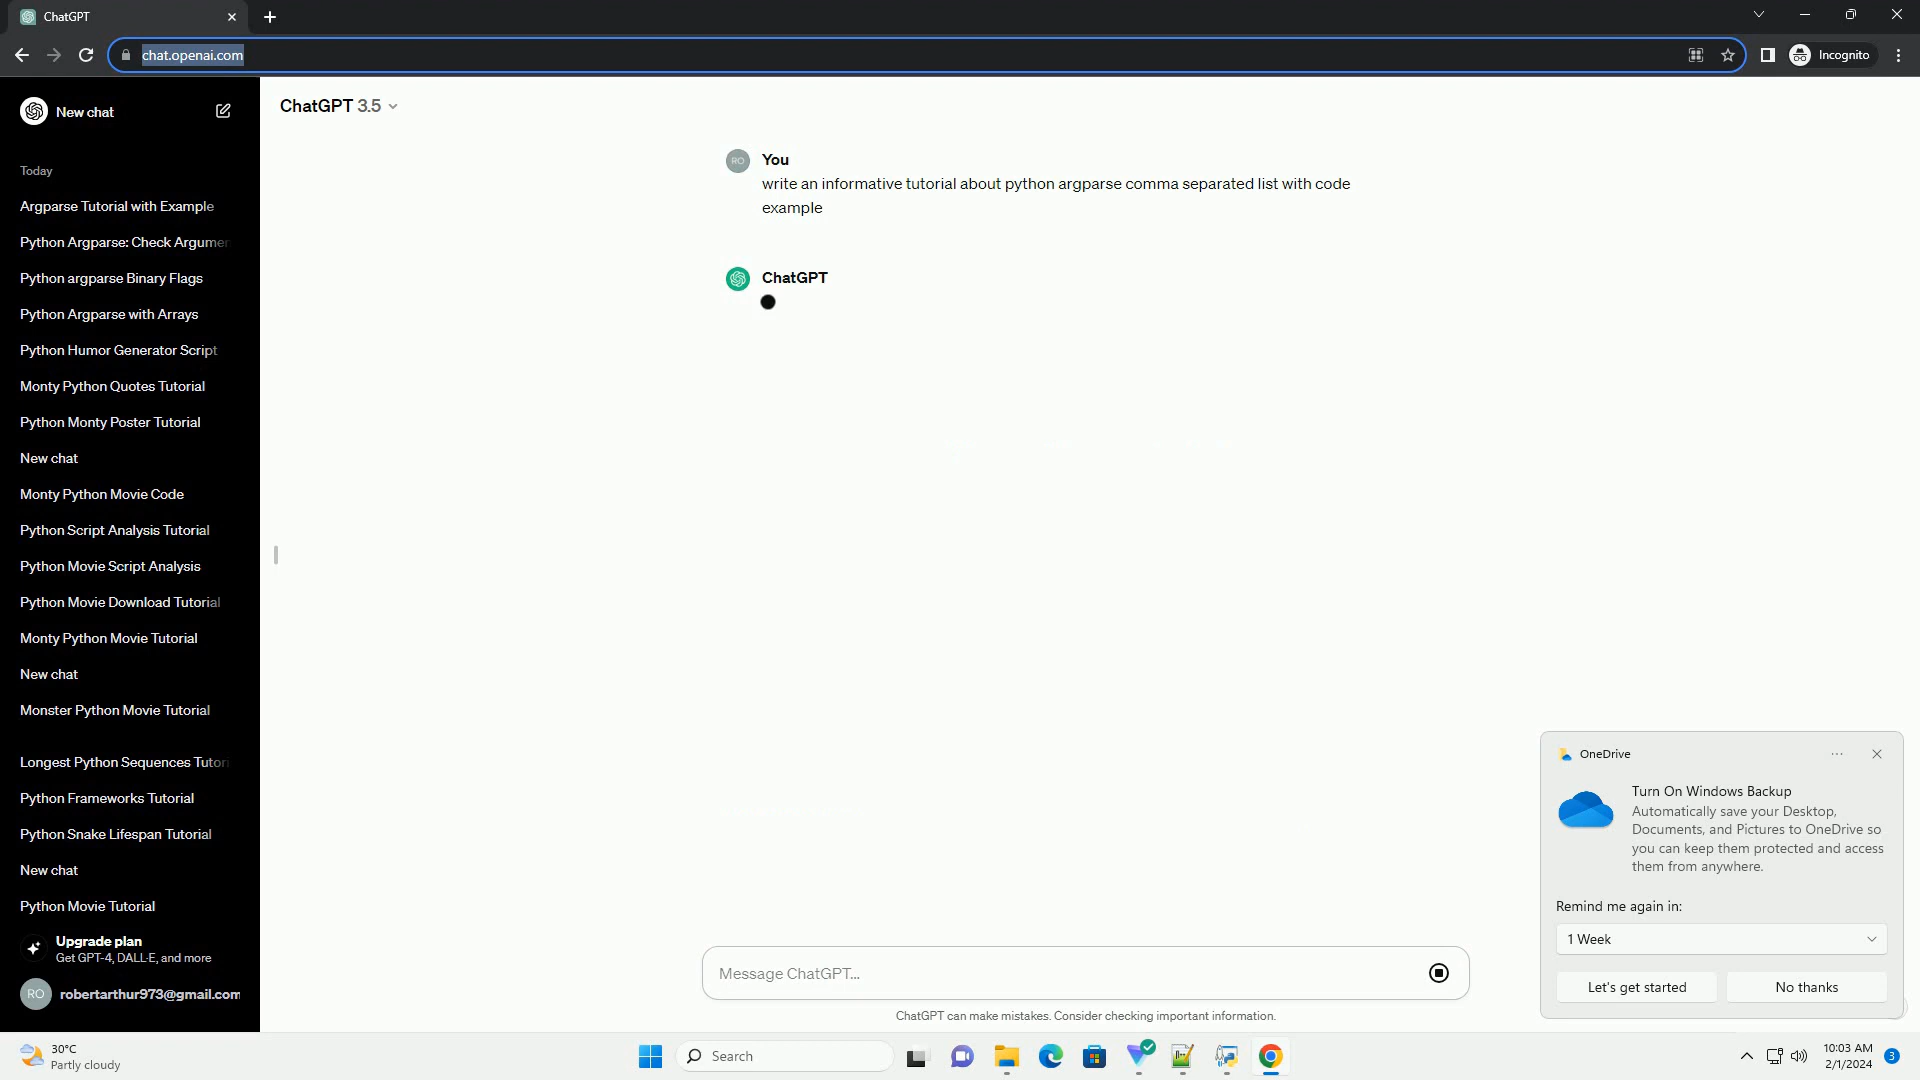 ChatGPT
chat.openai.com
Incognito
New chat
Today
Argparse Tutorial with Example
Python Argparse: Check Argumen
Python argparse Binary Flags
Python Argparse with Arrays
Python Humor Generator Script
Monty Python Quotes Tutorial
Python Monty Poster Tutorial
New chat
Monty Python Movie Code
Python Script Analysis Tutorial
Python Movie Script Analysis
Python Movie Download Tutorial
Monty Python Movie Tutorial
New chat
Monster Python Movie Tutorial
Longest Python Sequences Tutori
Python Frameworks Tutorial
Python Snake Lifespan Tutorial
New chat
Python Movie Tutorial
Upgrade plan
Get GPT-4, DALL·E, and more
RO
robertarthur973@gmail.com
ChatGPT 3.5
RO
You
write an informative tutorial about python argparse comma separated list with code
example
ChatGPT
Message ChatGPT...
ChatGPT can make mistakes. Consider checking important information.
OneDrive
Turn On Windows Backup
Automatically save your Desktop,
Documents, and Pictures to OneDrive so
you can keep them protected and access
them from anywhere.
Remind me again in:
1 Week
Let's get started
No thanks
30°C
Partly cloudy
Search
10:03 AM
2/1/2024
3